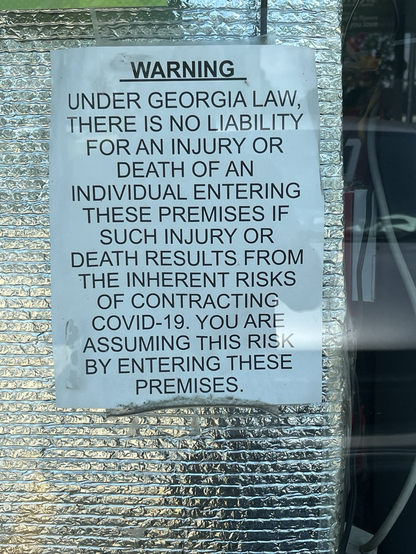 WARNING
UNDER GEORGIA LAW,
THERE IS NO LIABILITY
FOR AN INJURY OR
DEATH OF AN
INDIVIDUAL ENTERING
THESE PREMISES IF
SUCH INJURY OR
DEATH RESULTS FROM
THE INHERENT RISKS
OF CONTRACTING
COVID-19. YOU ARE
ASSUMING THIS RISK
BY ENTERING THESE
PREMISES.